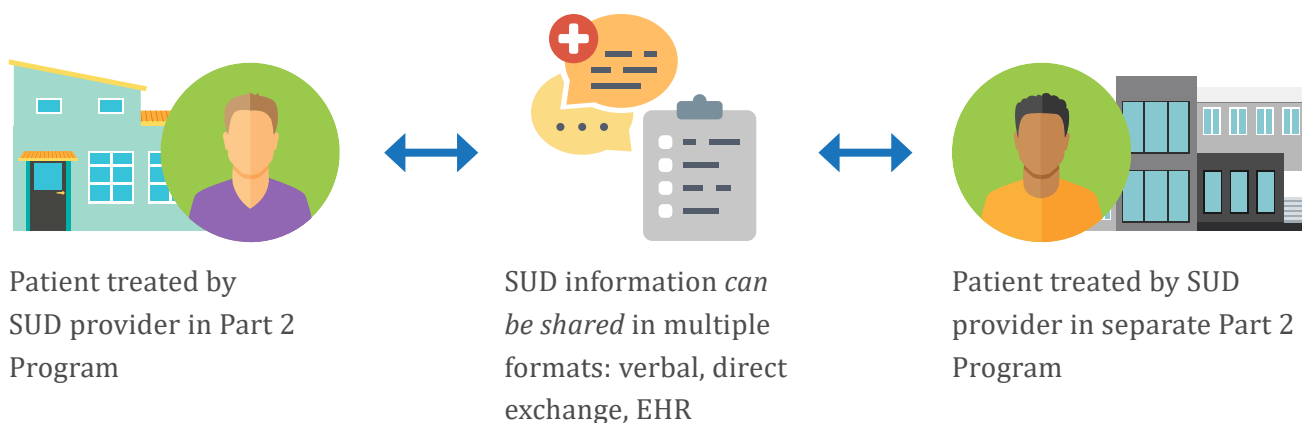 Patient treated by
SUD provider in Part 2
Program
SUD information can
be shared in multiple
formats: verbal, direct
exchange, EHR
Patient treated by SUD
provider in separate Part 2
Program